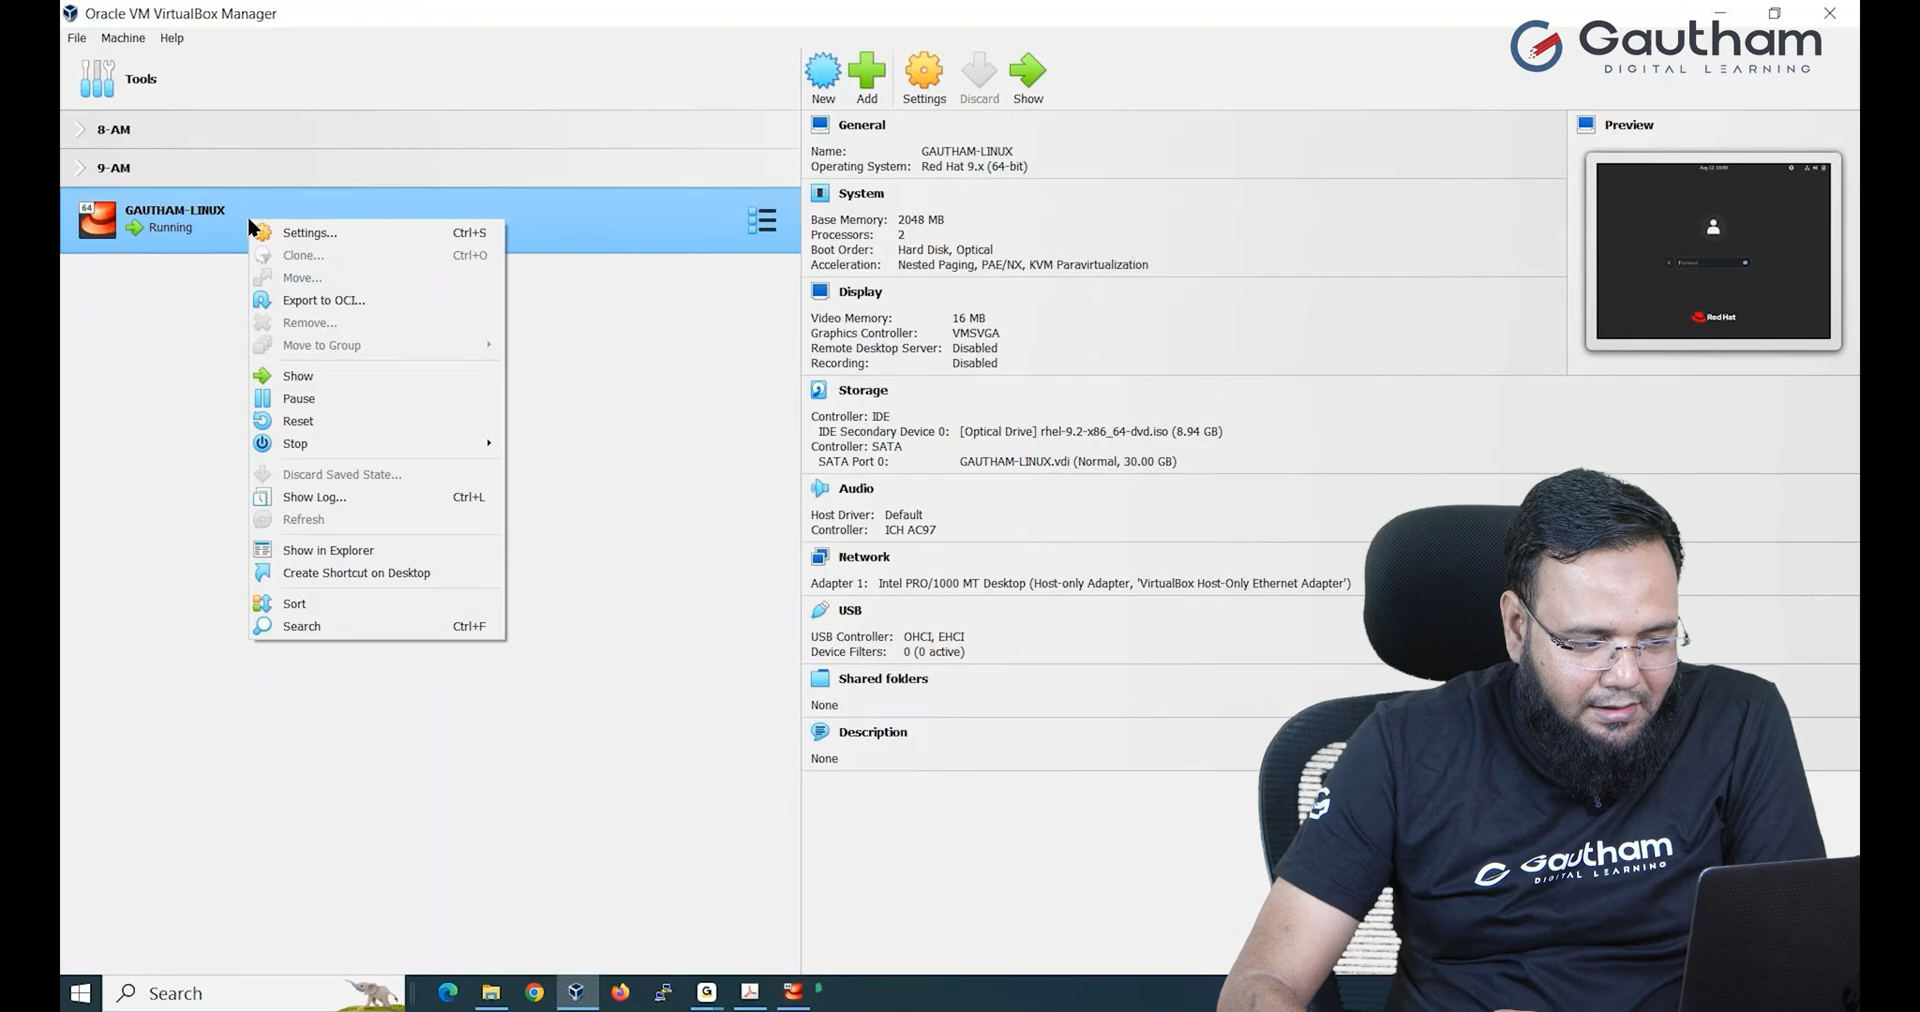 Oracle VM VirtualBox Manager
File Machine Help
Gautham
DIGITAL LEARNING
Tools
New Add Settings Discard Show
8-AM
9-AM
64
GAUTHAM-LINUX
Running
Settings... Ctrl+S
Clone... Ctrl+O
Move...
Export to OCI...
Remove...
Move to Group
Show
Pause
Reset
Stop
Discard Saved State...
Show Log... Ctrl+L
Refresh
Show in Explorer
Create Shortcut on Desktop
Sort
Search Ctrl+F
General
Name: GAUTHAM-LINUX
Operating System: Red Hat 9.x (64-bit)
System
Base Memory: 2048 MB
Processors: 2
Boot Order: Hard Disk, Optical
Acceleration: Nested Paging, PAE/NX, KVM Paravirtualization
Display
Video Memory: 16 MB
Graphics Controller: VMSVGA
Remote Desktop Server: Disabled
Recording: Disabled
Storage
Controller: IDE
IDE Secondary Device 0: [Optical Drive] rhel-9.2-x86_64-dvd.iso (8.94 GB)
Controller: SATA
SATA Port 0: GAUTHAM-LINUX.vdi (Normal, 30.00 GB)
Audio
Host Driver: Default
Controller: ICH AC97
Network
Adapter 1: Intel PRO/1000 MT Desktop (Host-only Adapter, 'VirtualBox Host-Only Ethernet Adapter')
USB
USB Controller: OHCI, EHCI
Device Filters: 0 (0 active)
Shared folders
None
Description
None
Preview
Red Hat
Gautham
DIGITAL LEARNING
Search